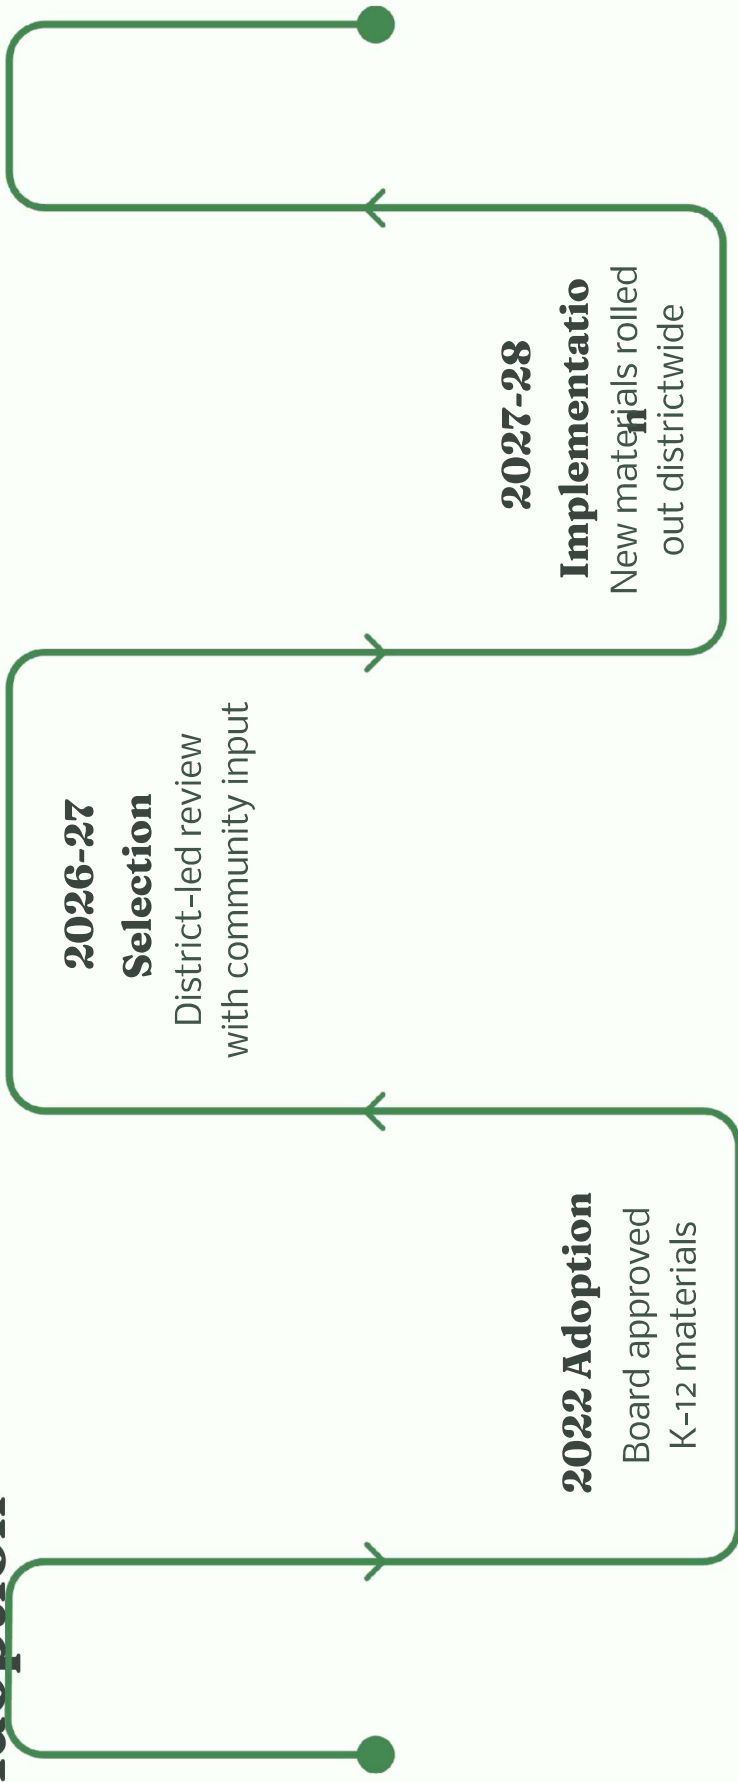 2022 Adoption
Board approved
K-12 materials
2026-27
Selection
District-led review
with community input
2027-28
Implementatio
n
New materials rolled
out districtwide